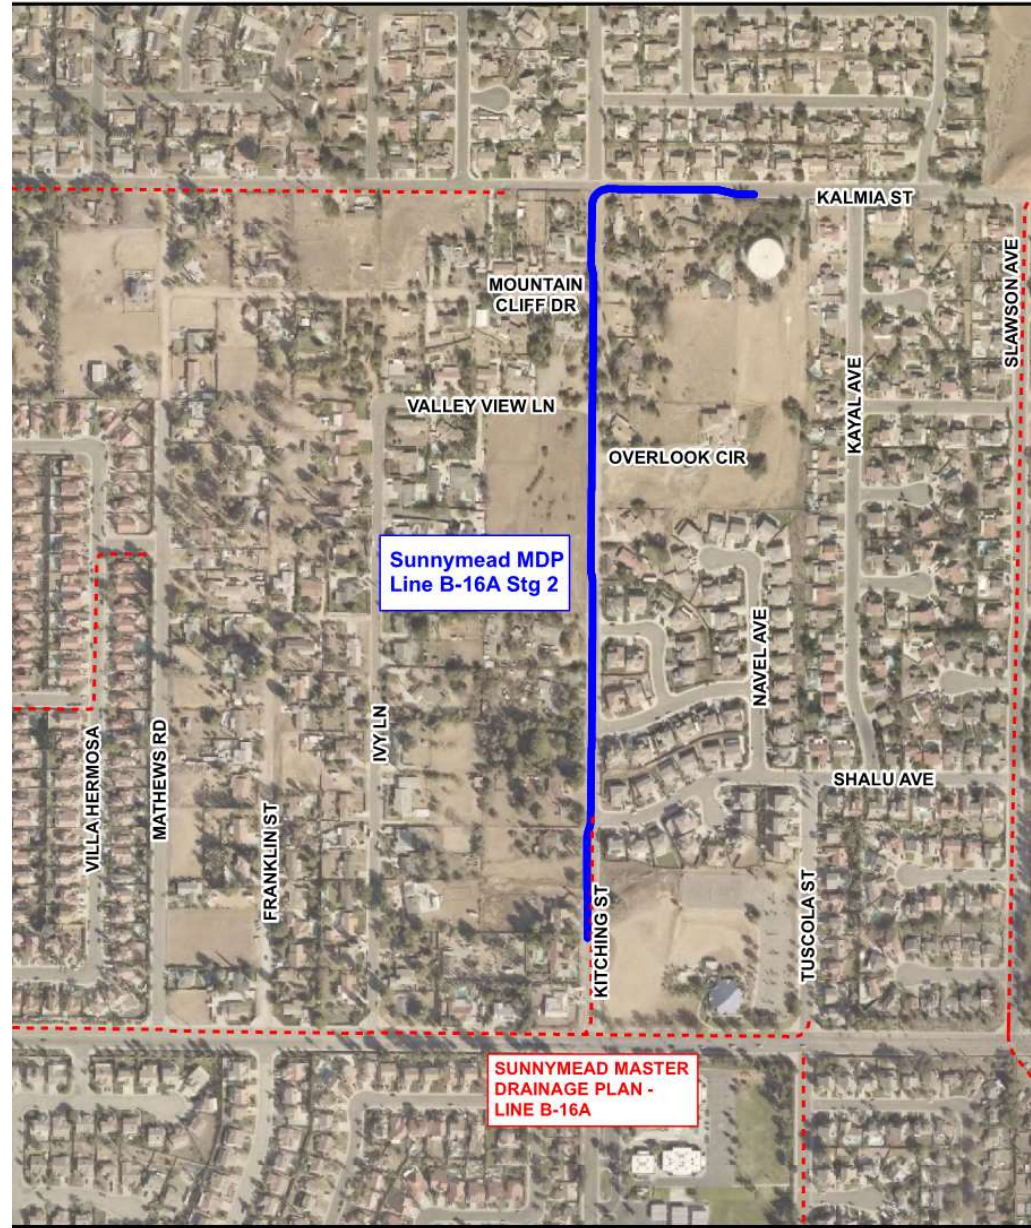 KALMIA ST
SLAWSON AVE
MOUNTAIN
CLIFF DR
KAYAL AVE
VALLEY VIEW LN
OVERLOOK CIR
Sunnymead MDP
Line B-16A Stg 2
NAVEL AVE
IVY LN
VILLA HERMOSA
MATHEWS RD
SHALU AVE
FRANKLIN ST
KITCHING ST
TUSCOLA ST
SUNNYMEAD MASTER
DRAINAGE PLAN -
LINE B-16A